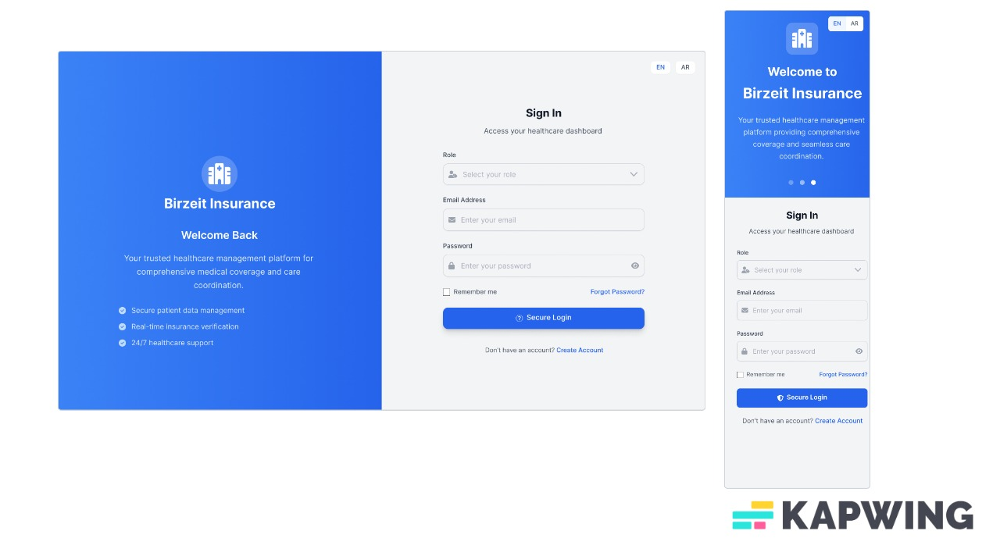 Birzeit Insurance
Welcome Back
Your trusted healthcare management platform for
comprehensive medical coverage and care
coordination.
Secure patient data management
Real-time insurance verification
24/7 healthcare support
EN AR
Sign In
Access your healthcare dashboard
Role
Select your role
Email Address
Enter your email
Password
Enter your password
Remember me Forgot Password?
Secure Login
Don't have an account? Create Account
EN AR
Welcome to
Birzeit Insurance
Your trusted healthcare management
platform providing comprehensive
coverage and seamless care
coordination.
Sign In
Access your healthcare dashboard
Role
Select your role
Email Address
Enter your email
Password
Enter your password
Remember me Forgot Password?
Secure Login
Don't have an account? Create Account
KAPWING